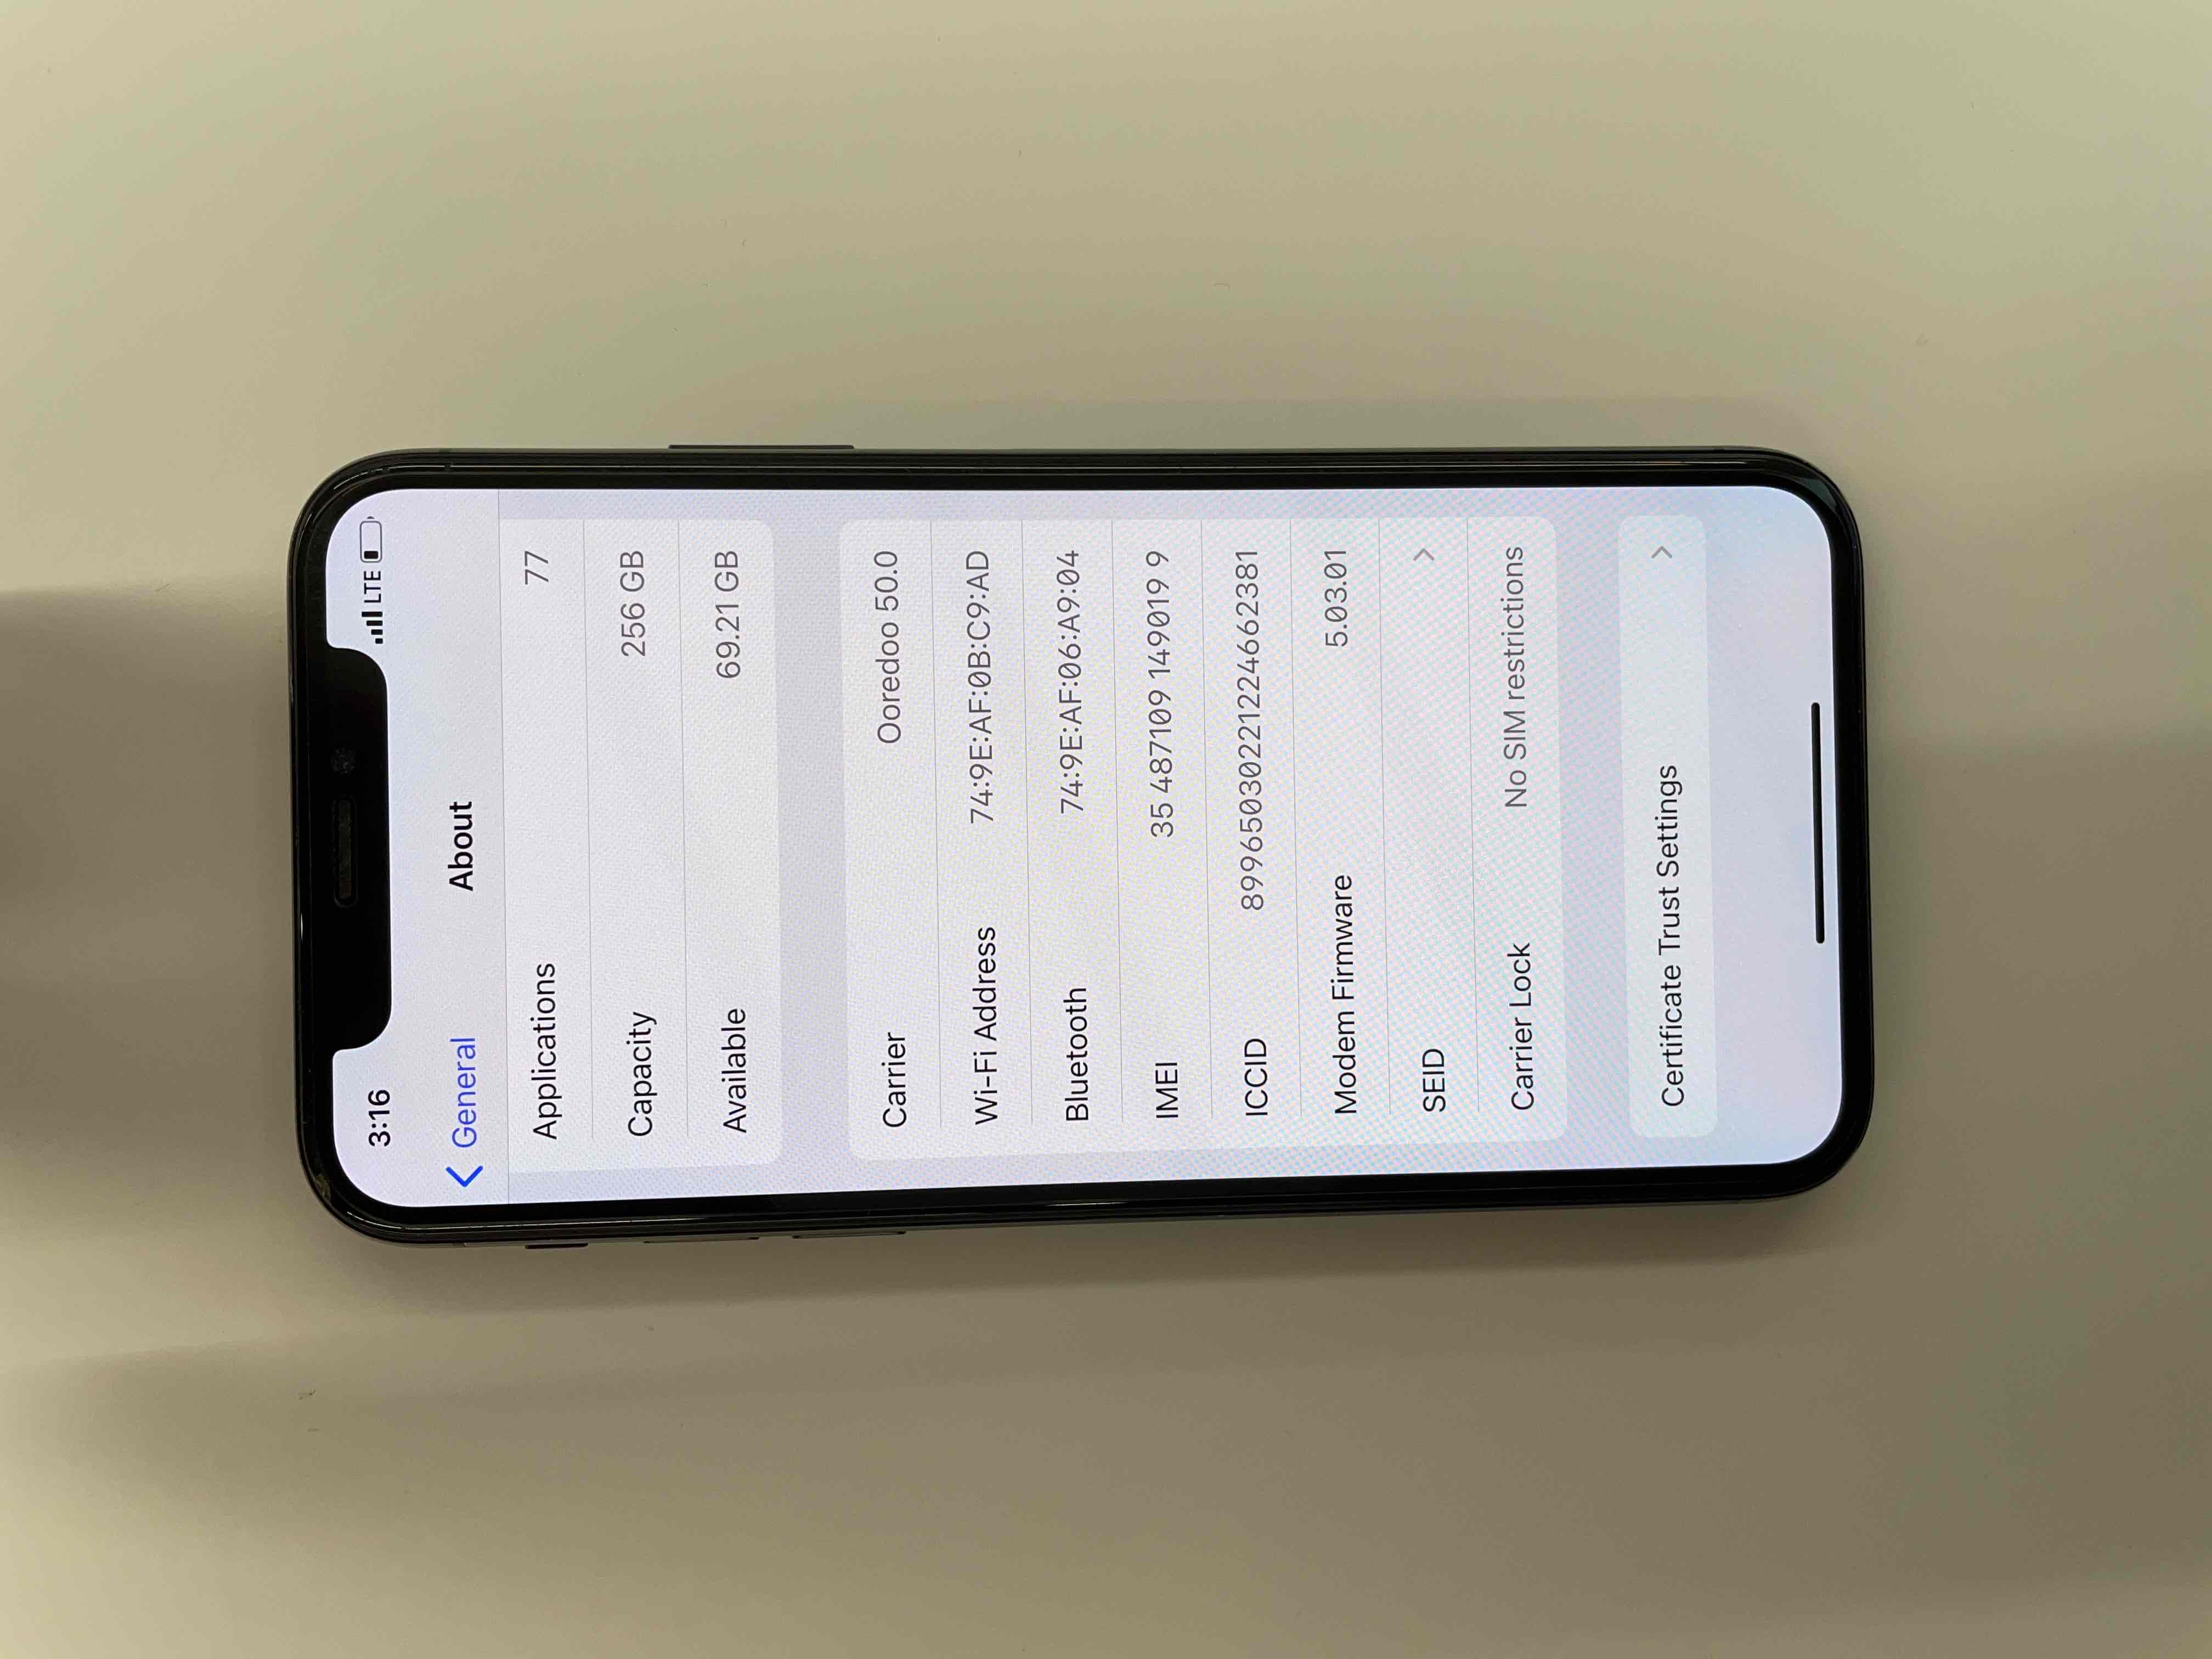 3:16 LTE
General About
Applications 77
Capacity 256 GB
Available 69.21 GB
Carrier Ooredoo 50.0
Wi-Fi Address 74:9E:AF:0B:C9:AD
Bluetooth 74:9E:AF:06:A9:04
IMEI 35 487109 149019 9
ICCID 89965030221224662381
Modem Firmware 5.03.01
SEID
Carrier Lock No SIM restrictions
Certificate Trust Settings